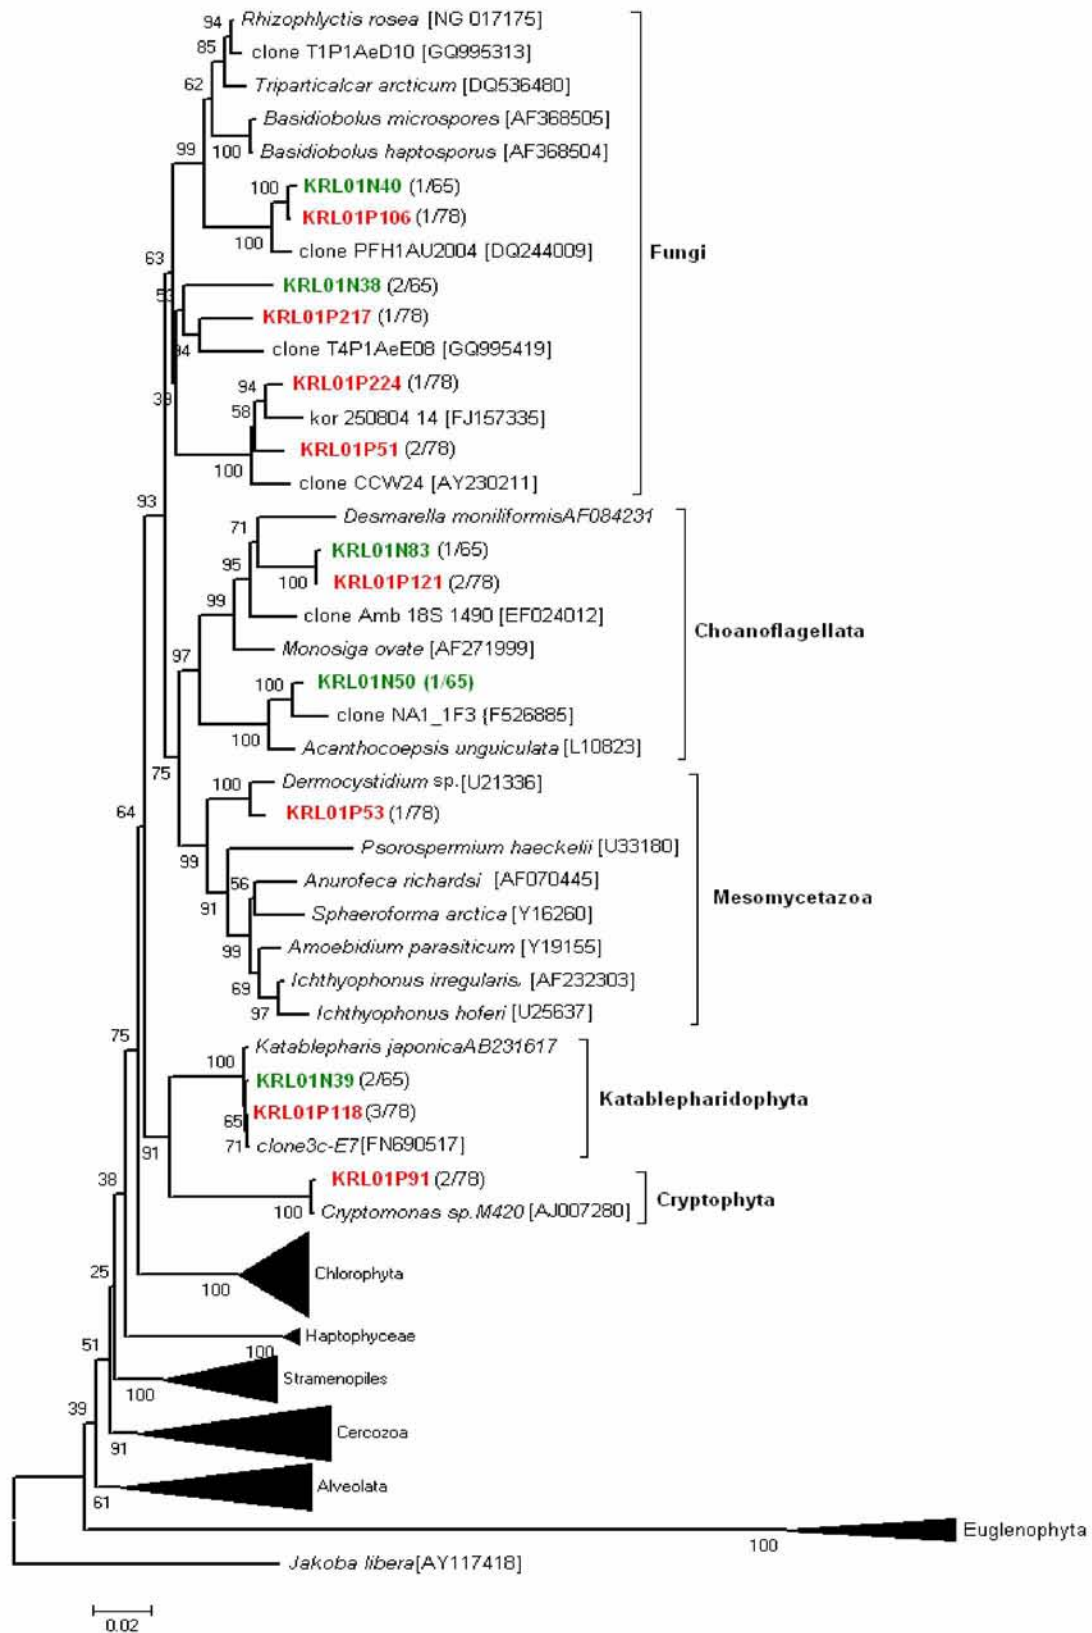 94 Rhizophlyctis rosea [NG 017175]
85 clone T1P1AeD10 [GQ995313]
62 Triparticalcar arcticum [DQ536480]
Basidiobolus microspores [AF368505]
99 100 Basidiobolus haptosporus [AF368504]
100 KRL01N40 (1/65)
KRL01P106 (1/78)
100 clone PFH1AU2004 [DQ244009]
Fungi
63
KRL01N38 (2/65)
53
KRL01P217 (1/78)
94 clone T4P1AeE08 [GQ995419]
94 KRL01P224 (1/78)
39
58 kor 250804 14 [FJ157335]
KRL01P51 (2/78)
100
clone CCW24 [AY230211]
93
71 Desmarella moniliformisAF084231
KRL01N83 (1/65)
95
100 KRL01P121 (2/78)
99
clone Amb 18S 1490 [EF024012]
Choanoflagellata
97 Monosiga ovate [AF271999]
100 KRL01N50 (1/65)
clone NA1_1F3 {F526885]
100 Acanthocoepsis unguiculata [L10823]
75
100 Dermocystidium sp.[U21336]
64 KRL01P53 (1/78)
99 Psorospermium haeckelii [U33180]
56 Anurofeca richardsi [AF070445]
Mesomycetazoa
91 Sphaeroforma arctica [Y16260]
99 Amoebidium parasiticum [Y19155]
69 Ichthyophonus irregularis, [AF232303]
97 Ichthyophonus hoferi [U25637]
75
100 Katablepharis japonicaAB231617
KRL01N39 (2/65)
Katablepharidophyta
65 KRL01P118 (3/78)
71 clone3c-E7[FN690517]
91
38 KRL01P91 (2/78)
Cryptophyta
100 Cryptomonas sp.M420 [AJ007280]
25
100 Chlorophyta
51
100 Haptophyceae
100 Stramenopiles
39
91 Cercozoa
61 Alveolata
100 Euglenophyta
Jakoba libera[AY117418]
0.02